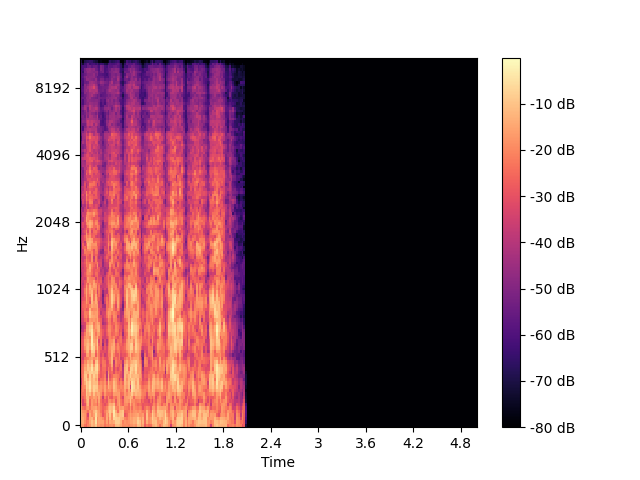 8192
4096
2048
1024
512
0
Hz
0 0.6 1.2 1.8 2.4 3 3.6 4.2 4.8
Time
-10 dB
-20 dB
-30 dB
-40 dB
-50 dB
-60 dB
-70 dB
-80 dB